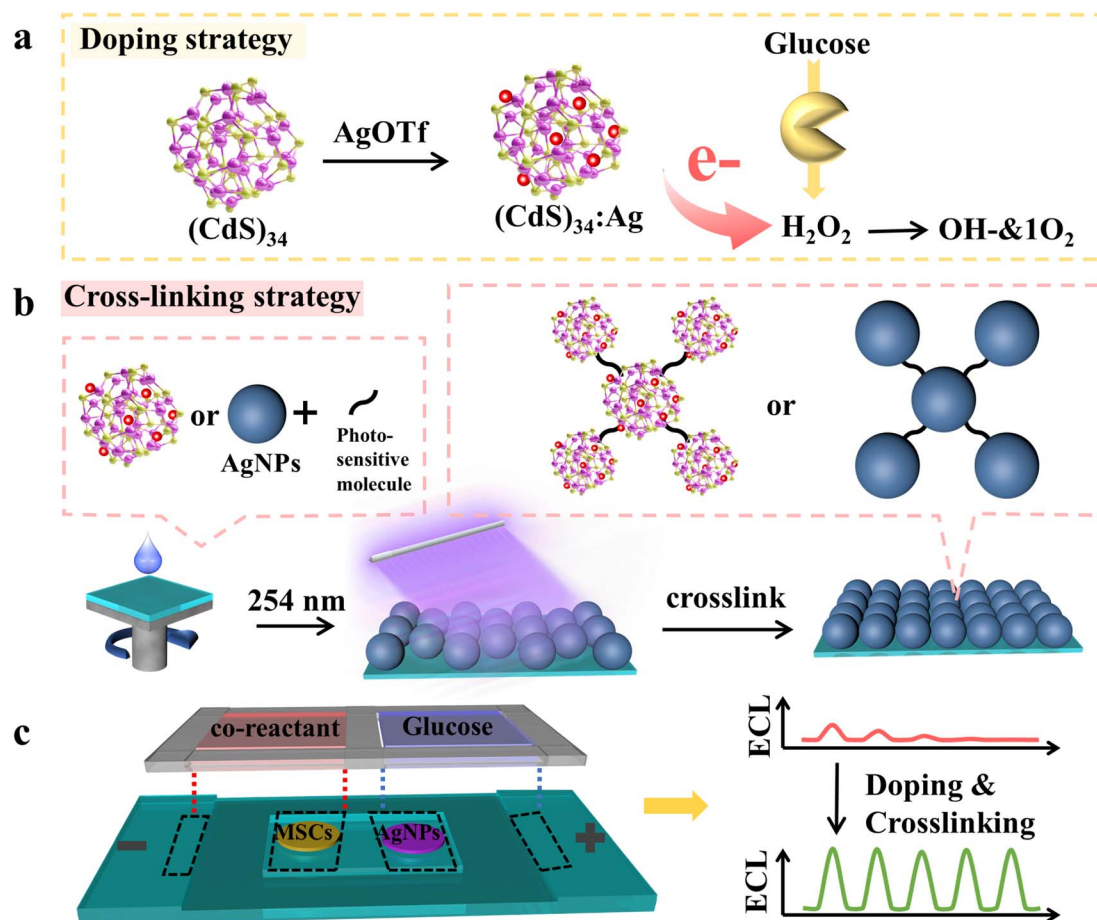 a
Doping strategy
Glucose
AgOTf
e-
(CdS)34
(CdS)34:Ag
H2O2
OH-&1O2
b
Cross-linking strategy
or
+
AgNPs
Photo-
sensitive
molecule
or
254 nm
crosslink
c
co-reactant
Glucose
MSCs
AgNPs
-
+
ECL
Doping &
Crosslinking
ECL